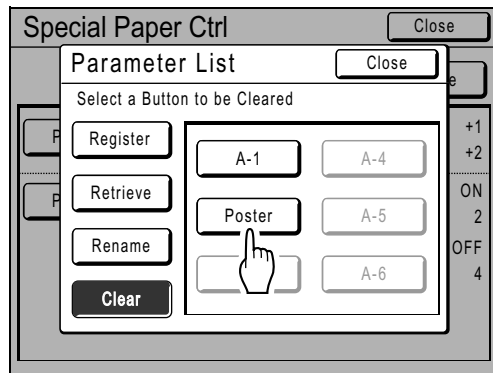 Special Paper Ctrl
Close
Parameter List
Close
e
Select a Button to be Cleared
P
Register
A-1
A-4
+1
+2
P
Retrieve
Poster
A-5
ON
2
Rename
A-6
OFF
4
Clear